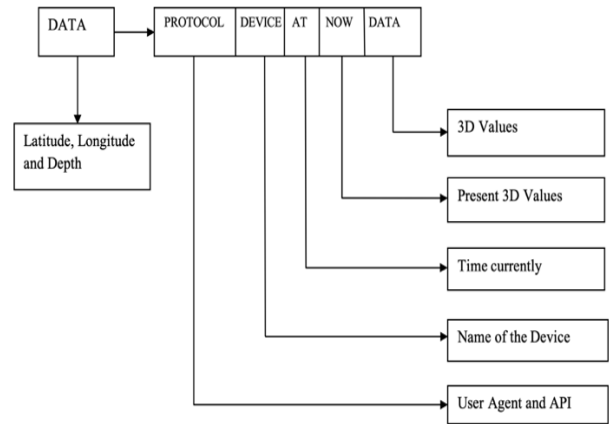 DATA
PROTOCOL DEVICE AT NOW DATA
Latitude, Longitude
and Depth
3D Values
Present 3D Values
Time currently
Name of the Device
User Agent and API